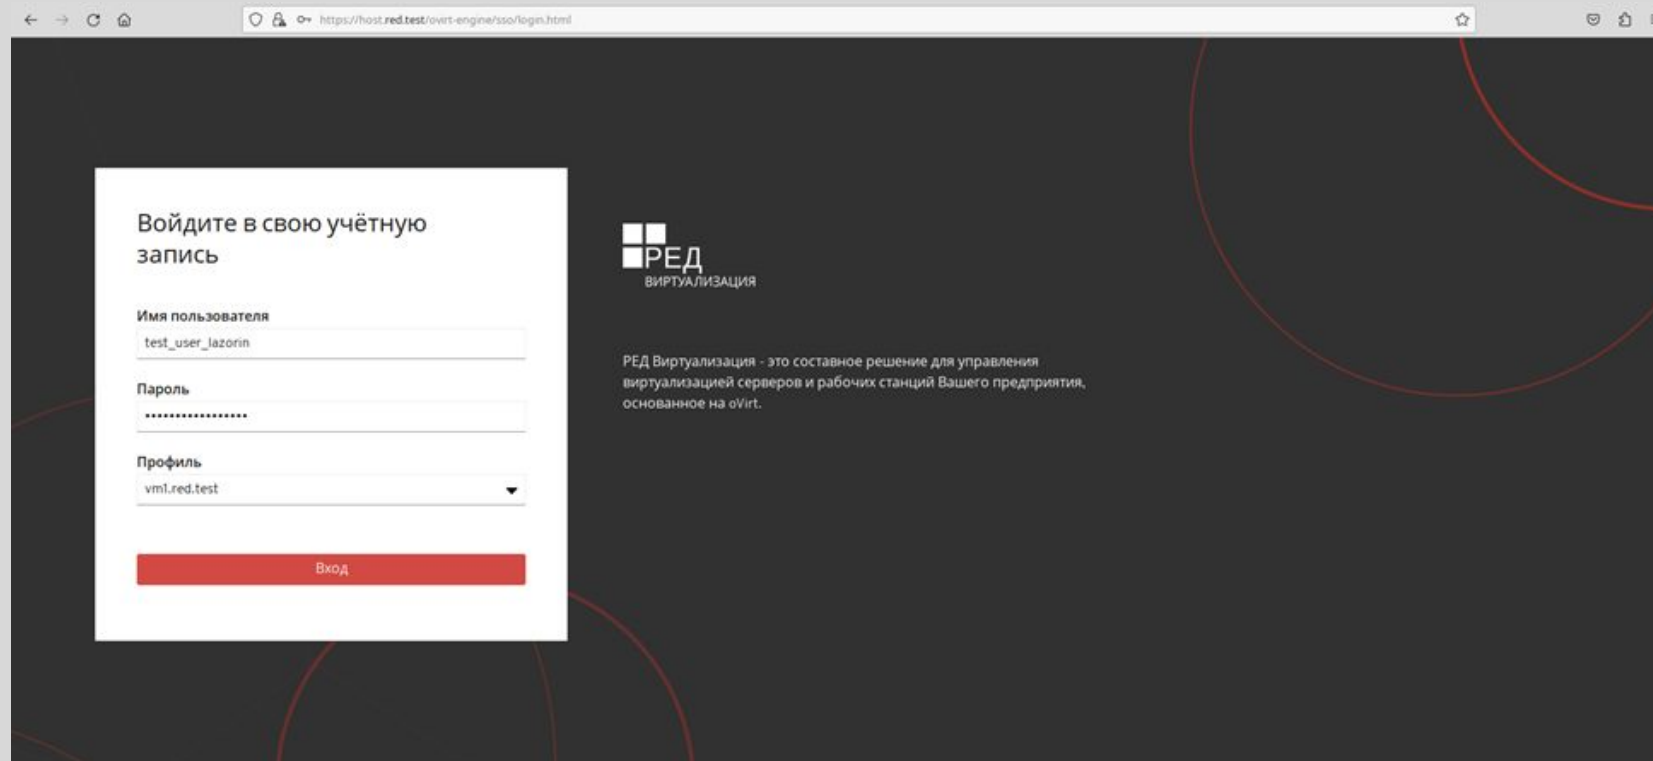 https://host.red.test/ovirt-engine/sso/login.html
Войдите в свою учётную
запись
Имя пользователя
test_user_lazorin
Пароль
•••••••••••••••••
Профиль
vm1.red.test
Вход
РЕД
ВИРТУАЛИЗАЦИЯ
РЕД Виртуализация - это составное решение для управления
виртуализацией серверов и рабочих станций Вашего предприятия,
основанное на oVirt.